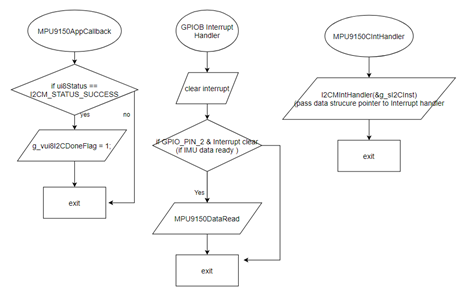 MPU9150AppCallback
if ui8Status ==
I2CM_STATUS_SUCCESS
yes
no
g_vui8I2CDoneFlag = 1;
exit
GPIOB Interrupt
Handler
clear interrupt
if GPIO_PIN_2 & Interrupt clear
(if IMU data ready )
Yes
MPU9150DataRead
exit
MPU9150CIntHandler
I2CMIntHandler(&g_sI2CInst)
(pass data strucure pointer to Interrupt handler
exit